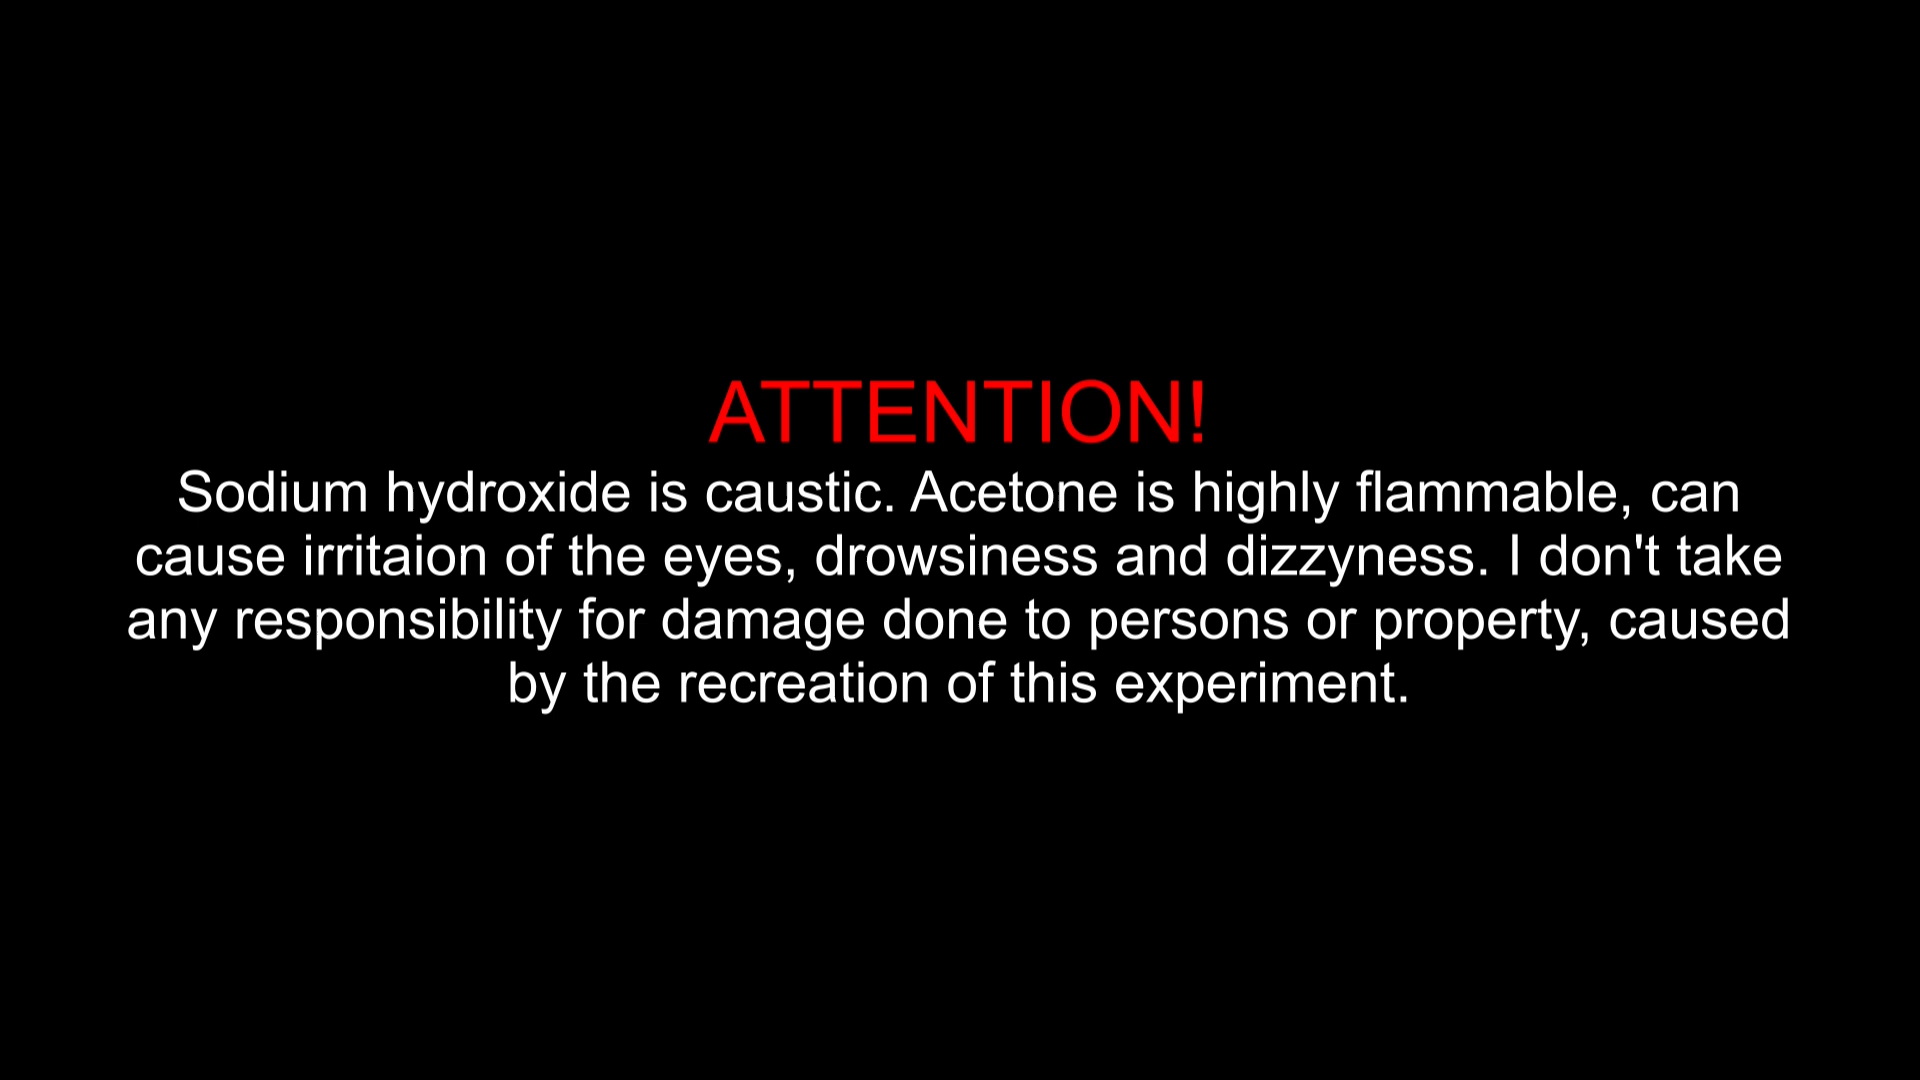 ATTENTION!
Sodium hydroxide is caustic. Acetone is highly flammable, can
cause irritaion of the eyes, drowsiness and dizzyness. I don't take
any responsibility for damage done to persons or property, caused
by the recreation of this experiment.